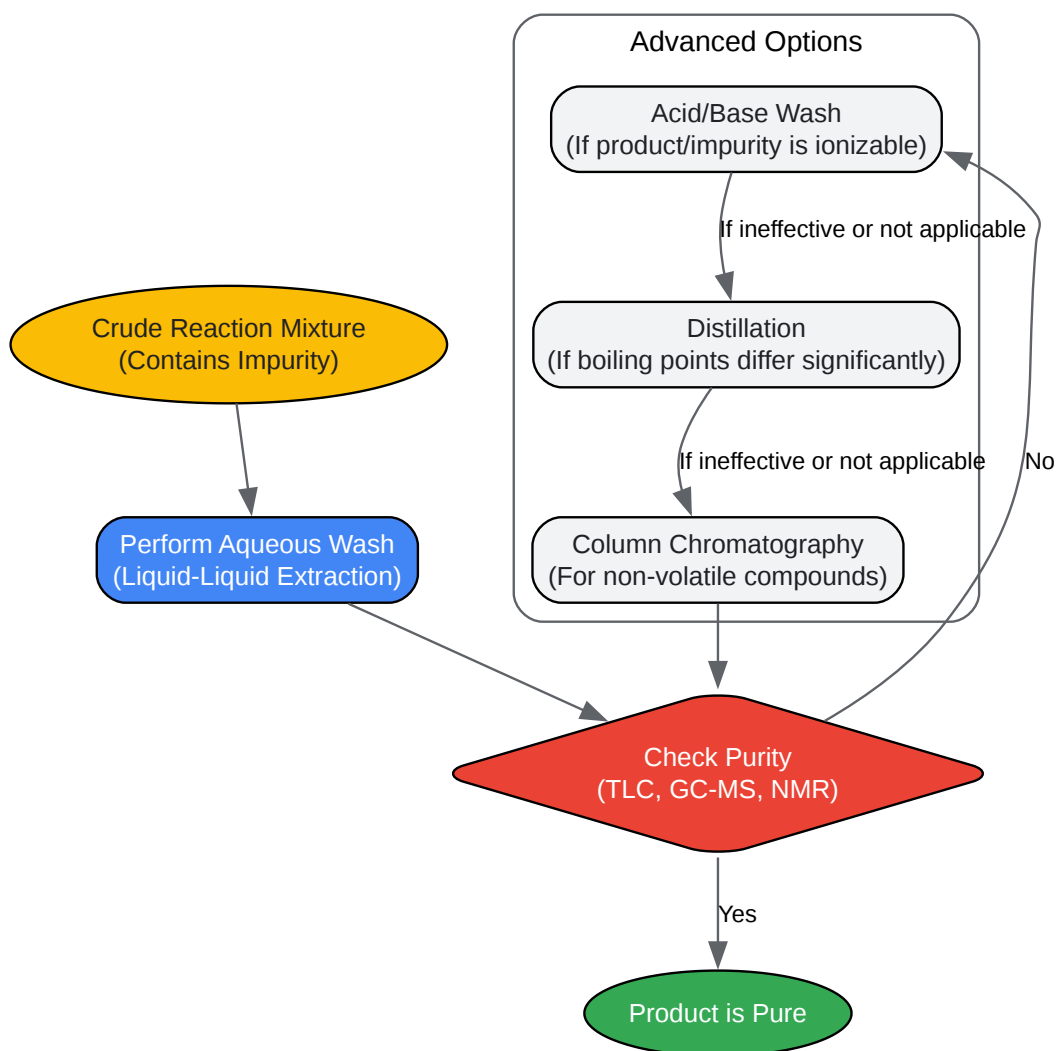 Advanced Options
Acid/Base Wash
(If product/impurity is ionizable)
If ineffective or not applicable
Crude Reaction Mixture
(Contains Impurity)
Distillation
(If boiling points differ significantly)
If ineffective or not applicable
No
Perform Aqueous Wash
(Liquid-Liquid Extraction)
Column Chromatography
(For non-volatile compounds)
Check Purity
(TLC, GC-MS, NMR)
Yes
Product is Pure